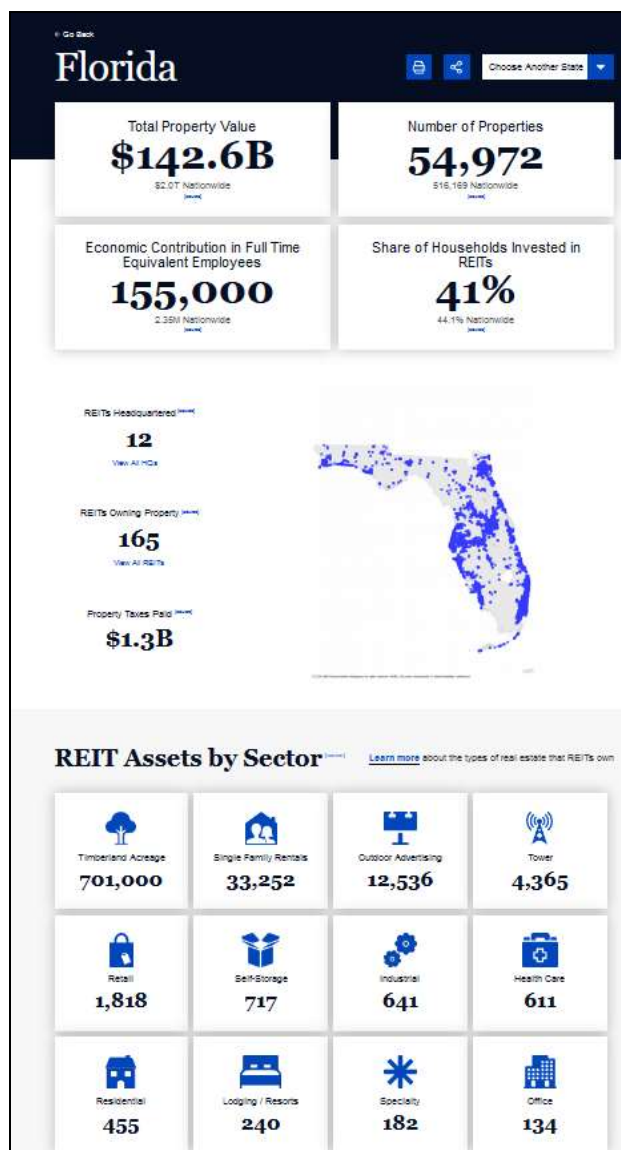 Go Back
Florida
Choose Another State
Total Property Value
$142.6B
$2.0T Nationwide
Number of Properties
54,972
516,169 Nationwide
Economic Contribution in Full Time
Equivalent Employees
155,000
2.35M Nationwide
Share of Households Invested in
REITs
41%
44.1% Nationwide
REITs Headquartered
12
View All HQs
REITs Owning Property
165
View All REITs
Property Taxes Paid
$1.3B
REIT Assets by Sector
Learn more about the types of real estate that REITs own
Timberland Acreage
701,000
Single Family Rentals
33,252
Outdoor Advertising
12,536
Tower
4,365
Retail
1,818
Self-Storage
717
Industrial
641
Health Care
611
Residential
455
Lodging / Resorts
240
Specialty
182
Office
134